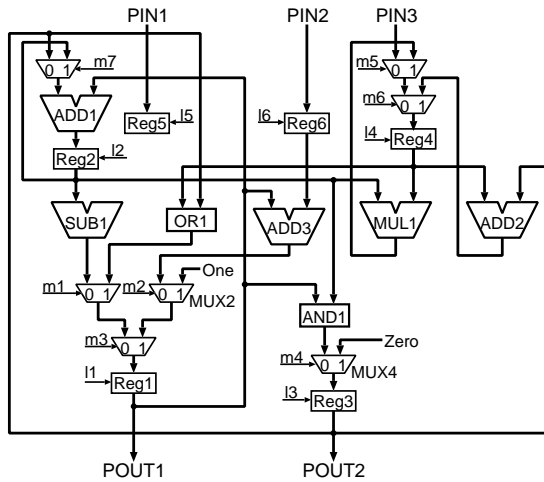 PIN1 PIN2 PIN3
0 1 m7
m5 0 1
ADD1
Reg5 l5
l6 Reg6
m6 0 1
l4 Reg4
Reg2 l2
SUB1 OR1 ADD3 MUL1 ADD2
One
m1 0 1 m2 0 1 MUX2
AND1
m3 0 1
Zero
m4 0 1 MUX4
l1 Reg1
l3 Reg3
POUT1 POUT2